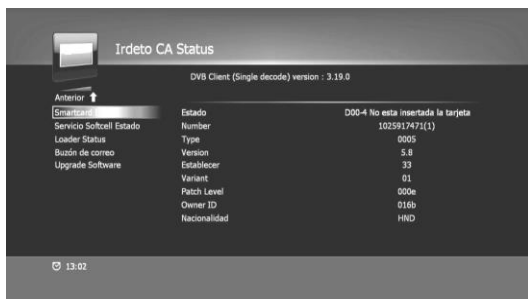 Irdeto CA Status
DVB Client (Single decode) version : 3.19.0
Anterior
Smartcard
Servicio Softcell Estado
Loader Status
Buzón de correo
Upgrade Software
Estado D00-4 No esta insertada la tarjeta
Number 1025917471(1)
Type 0005
Version 5.8
Establecer 33
Variant 01
Patch Level 000e
Owner ID 016b
Nacionalidad HND
13:02